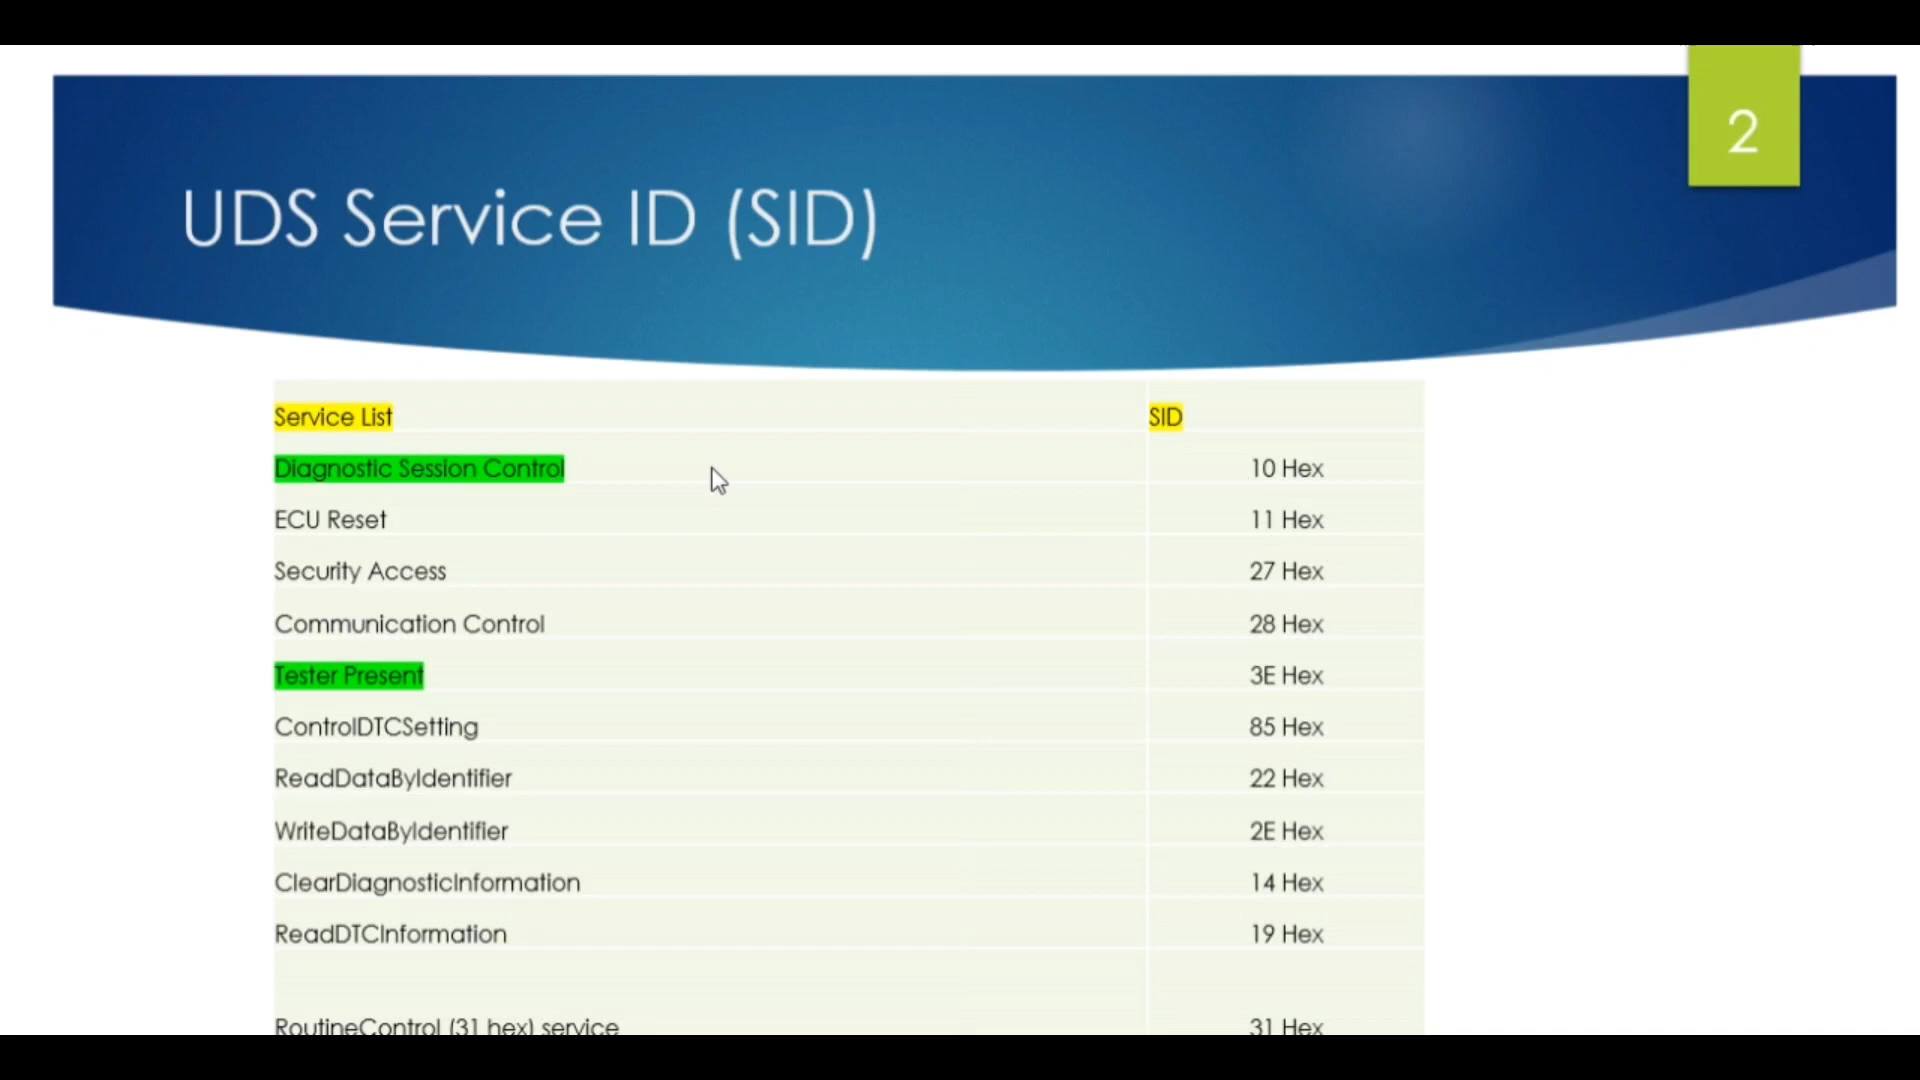 2
UDS Service ID (SID)
Service List SID
Diagnostic Session Control 10 Hex
ECU Reset 11 Hex
Security Access 27 Hex
Communication Control 28 Hex
Tester Present 3E Hex
ControlDTCSetting 85 Hex
ReadDataByIdentifier 22 Hex
WriteDataByIdentifier 2E Hex
ClearDiagnosticInformation 14 Hex
ReadDTCInformation 19 Hex
RoutineControl (31 hex) service 31 Hex